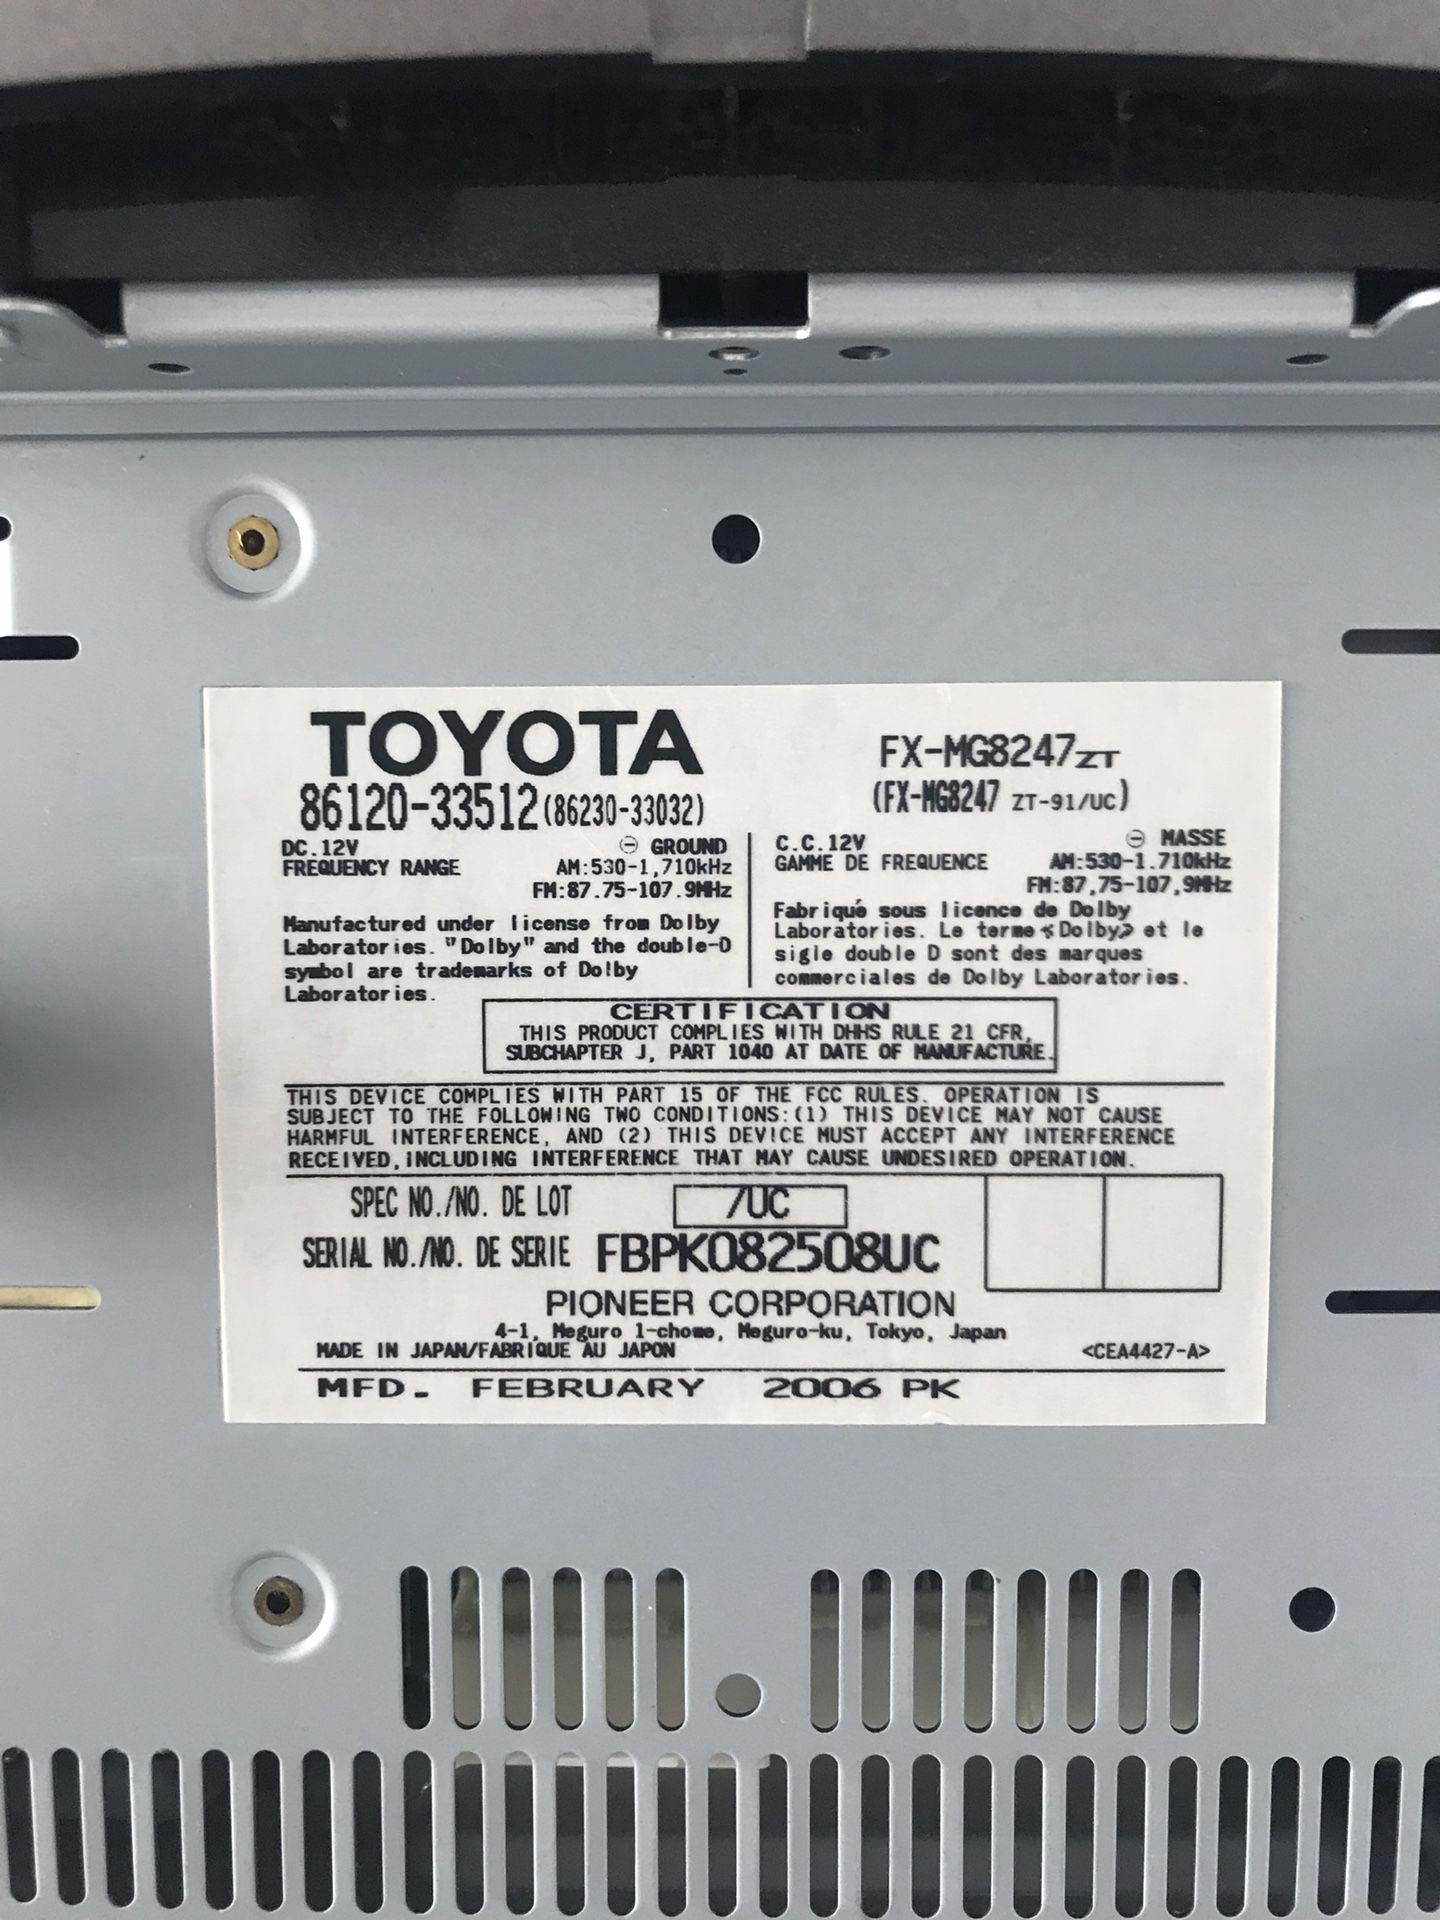 TOYOTA
86120-33512(86230-33032)
FX-MG8247ZT
(FX-MG8247 ZT-91/UC)
DC.12V ⊖ GROUND
FREQUENCY RANGE AM:530-1,710kHz
FM:87.75-107.9MHz
Manufactured under license from Dolby
Laboratories. "Dolby" and the double-D
symbol are trademarks of Dolby
Laboratories.
C.C.12V ⊖ MASSE
GAMME DE FREQUENCE AM:530-1.710kHz
FM:87,75-107,9MHz
Fabriqué sous licence de Dolby
Laboratories. Le terme «Dolby» et le
sigle double D sont des marques
commerciales de Dolby Laboratories.
CERTIFICATION
THIS PRODUCT COMPLIES WITH DHHS RULE 21 CFR,
SUBCHAPTER J, PART 1040 AT DATE OF MANUFACTURE.
THIS DEVICE COMPLIES WITH PART 15 OF THE FCC RULES. OPERATION IS
SUBJECT TO THE FOLLOWING TWO CONDITIONS:(1) THIS DEVICE MAY NOT CAUSE
HARMFUL INTERFERENCE, AND (2) THIS DEVICE MUST ACCEPT ANY INTERFERENCE
RECEIVED,INCLUDING INTERFERENCE THAT MAY CAUSE UNDESIRED OPERATION.
SPEC NO./NO. DE LOT /UC
SERIAL NO./NO. DE SERIE FBPK082508UC
PIONEER CORPORATION
4-1, Meguro 1-chome, Meguro-ku, Tokyo, Japan
MADE IN JAPAN/FABRIQUE AU JAPON <CEA4427-A>
MFD. FEBRUARY 2006 PK